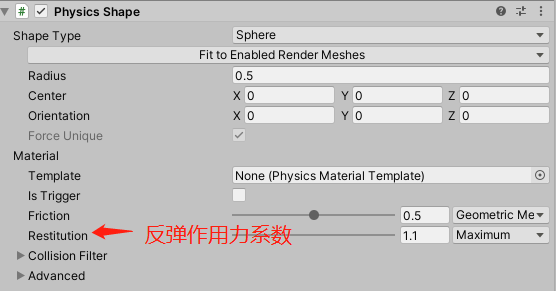 Physics Shape
Shape Type Sphere
Fit to Enabled Render Meshes
Radius 0.5
Center X 0 Y 0 Z 0
Orientation X 0 Y 0 Z 0
Force Unique
Material
Template None (Physics Material Template)
Is Trigger
Friction 0.5 Geometric Me
Restitution 反弹作用力系数 1.1 Maximum
Collision Filter
Advanced